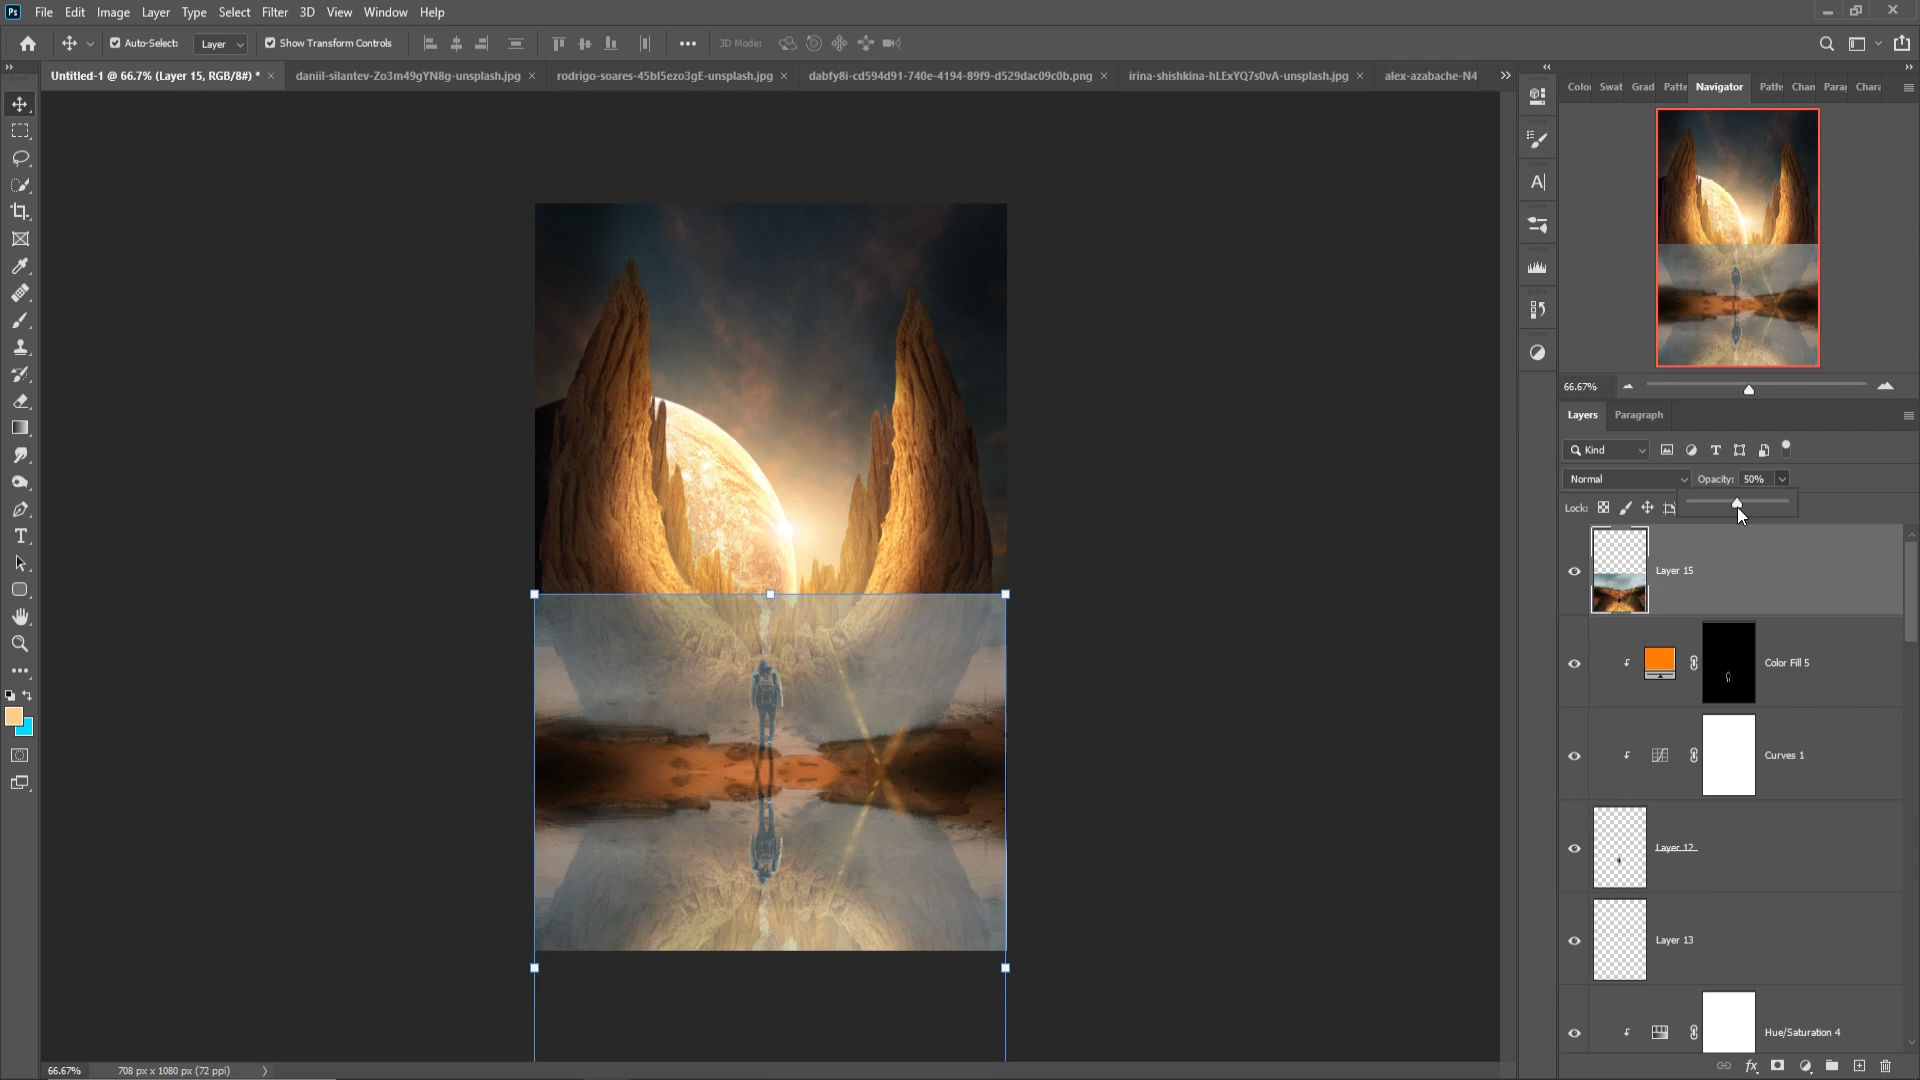 Ps File Edit Image Layer Type Select Filter 3D View Window Help
Auto-Select: Layer Show Transform Controls 3D Mode:
Untitled-1 @ 66.7% (Layer 15, RGB/8#) * × daniil-silantev-Zo3m49gYN8g-unsplash.jpg × rodrigo-soares-45bI5ezo3gE-unsplash.jpg × dabfy8i-cd594d91-740e-4194-89f9-d529dac09c0b.png × irina-shishkina-hLExYQ7s0vA-unsplash.jpg × alex-azabache-N4
Colo Swat Grad Patte Navigator Paths Chan Para Chara
66.67%
Layers Paragraph
Kind
Normal Opacity: 50%
Lock:
Layer 15
Color Fill 5
Curves 1
Layer 12
Layer 13
Hue/Saturation 4
66.67% 708 px x 1080 px (72 ppi)